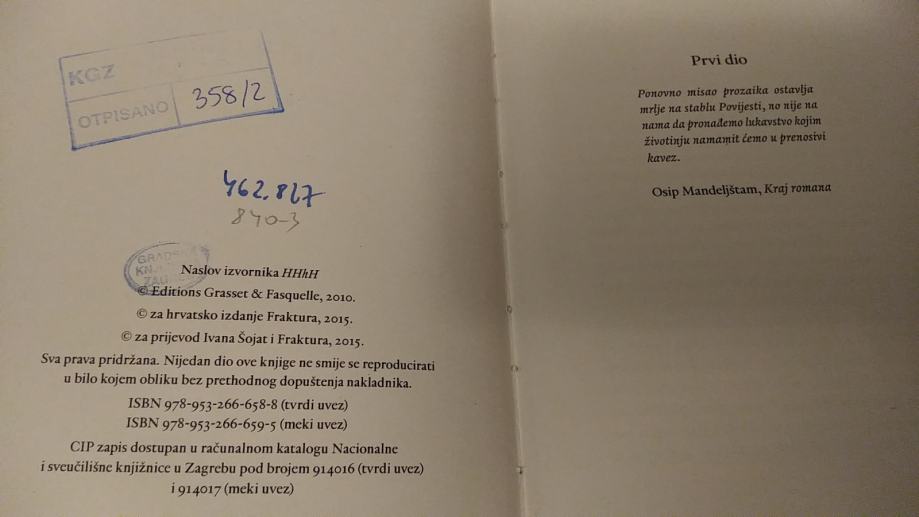 KGZ
OTPISANO 358/2
462.817
840-3
GRADSKA
ZAGREB
Naslov izvornika HHhH
© Editions Grasset & Fasquelle, 2010.
© za hrvatsko izdanje Fraktura, 2015.
© za prijevod Ivana Šojat i Fraktura, 2015.
Sva prava pridržana. Nijedan dio ove knjige ne smije se reproducirati
u bilo kojem obliku bez prethodnog dopuštenja nakladnika.
ISBN 978-953-266-658-8 (tvrdi uvez)
ISBN 978-953-266-659-5 (meki uvez)
CIP zapis dostupan u računalnom katalogu Nacionalne
i sveučilišne knjižnice u Zagrebu pod brojem 914016 (tvrdi uvez)
i 914017 (meki uvez)
Prvi dio
Ponovno misao prozaika ostavlja
mrlje na stablu Povijesti, no nije na
nama da pronađemo lukavstvo kojim
životinju namamit ćemo u prenosivi
kavez.
Osip Mandeljštam, Kraj romana